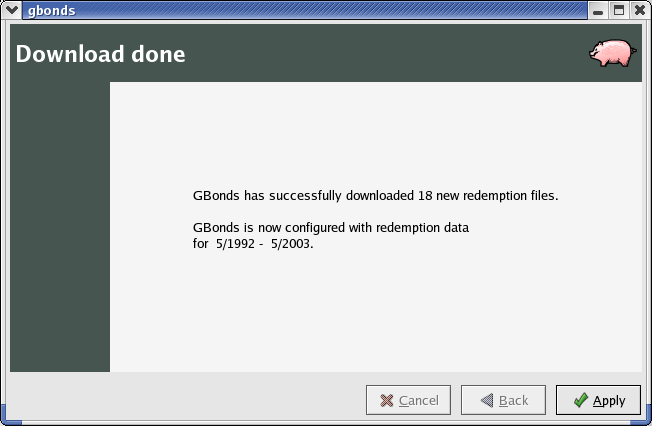 gbonds
Download done
GBonds has successfully downloaded 18 new redemption files.
GBonds is now configured with redemption data
for 5/1992 - 5/2003.
Cancel
Back
Apply